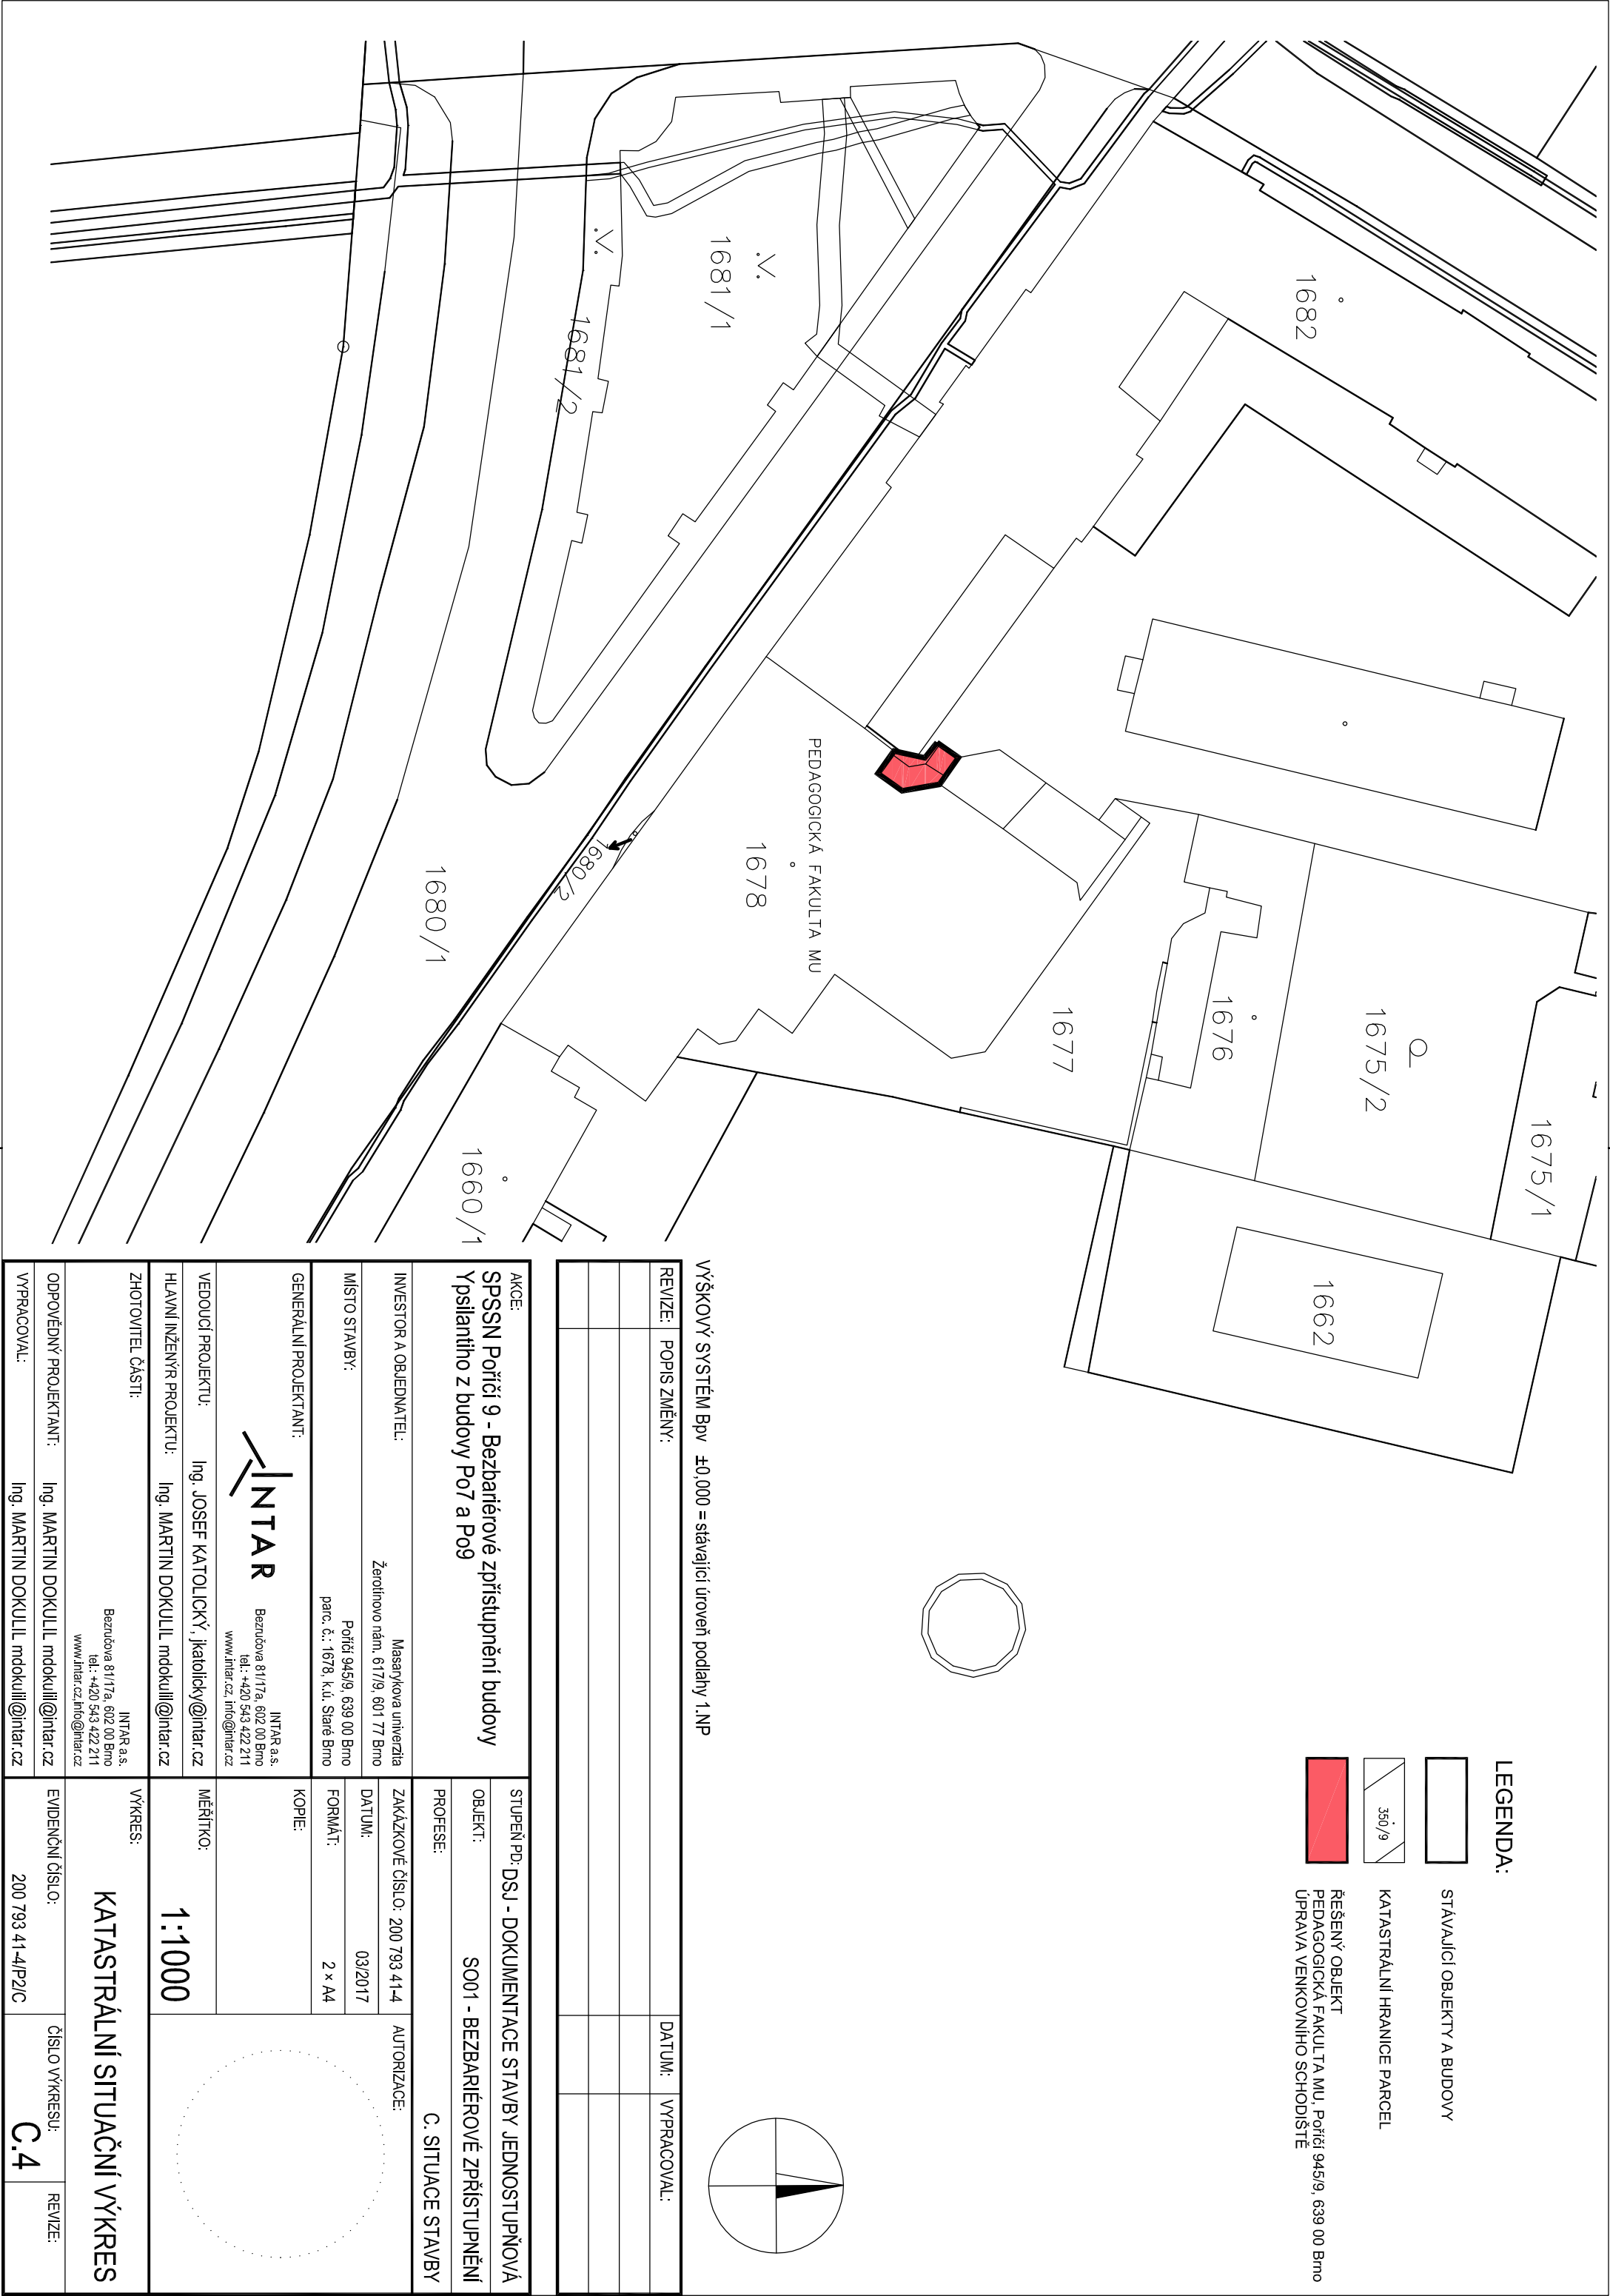 1682
1681/1
1681/2
PEDAGOGICKÁ FAKULTA MU
1678
1680/2
1680/1
1677
1676
1675/2
1675/1
1662
1660/1
LEGENDA:
STÁVAJÍCÍ OBJEKTY A BUDOVY
350/9
KATASTRÁLNÍ HRANICE PARCEL
ŘEŠENÝ OBJEKT
PEDAGOGICKÁ FAKULTA MU, Poříčí 945/9, 639 00 Brno
ÚPRAVA VENKOVNÍHO SCHODIŠTĚ
VÝŠKOVÝ SYSTÉM Bpv ±0,000 = stávající úroveň podlahy 1.NP
REVIZE: POPIS ZMĚNY: DATUM: VYPRACOVAL:
AKCE:
SPSSN Poříčí 9 - Bezbariérové zpřístupnění budovy
Ypsilantiho z budovy Po7 a Po9
INVESTOR A OBJEDNATEL:
Masarykova univerzita
Žerotínovo nám. 617/9, 601 77 Brno
MÍSTO STAVBY:
Poříčí 945/9, 639 00 Brno
parc. č.: 1678, k.ú. Staré Brno
GENERÁLNÍ PROJEKTANT:
INTAR
INTAR a.s.
Bezručova 81/17a, 602 00 Brno
tel.: +420 543 422 211
www.intar.cz, info@intar.cz
VEDOUCÍ PROJEKTU: Ing. JOSEF KATOLICKÝ, jkatolicky@intar.cz
HLAVNÍ INŽENÝR PROJEKTU: Ing. MARTIN DOKULIL mdokulil@intar.cz
ZHOTOVITEL ČÁSTI:
INTAR a.s.
Bezručova 81/17a, 602 00 Brno
tel.: +420 543 422 211
www.intar.cz,info@intar.cz
ODPOVĚDNÝ PROJEKTANT: Ing. MARTIN DOKULIL mdokulil@intar.cz
VYPRACOVAL: Ing. MARTIN DOKULIL mdokulil@intar.cz
STUPEŇ PD: DSJ - DOKUMENTACE STAVBY JEDNOSTUPŇOVÁ
OBJEKT: SO01 - BEZBARIÉROVÉ ZPŘÍSTUPNĚNÍ
PROFESE: C. SITUACE STAVBY
ZAKÁZKOVÉ ČÍSLO: 200 793 41-4
AUTORIZACE:
DATUM: 03/2017
FORMÁT: 2 × A4
KOPIE:
MĚŘÍTKO:
1:1000
VÝKRES:
KATASTRÁLNÍ SITUAČNÍ VÝKRES
EVIDENČNÍ ČÍSLO: ČÍSLO VÝKRESU: REVIZE:
200 793 41-4/P2/C C.4